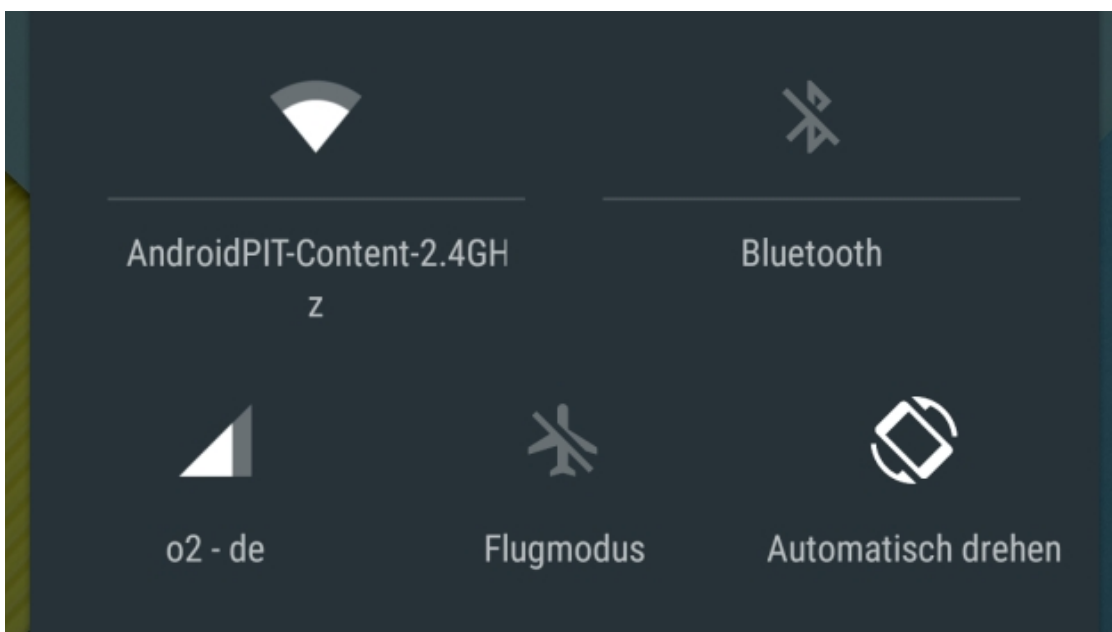 AndroidPIT-Content-2.4GH
z
Bluetooth
o2 - de
Flugmodus
Automatisch drehen